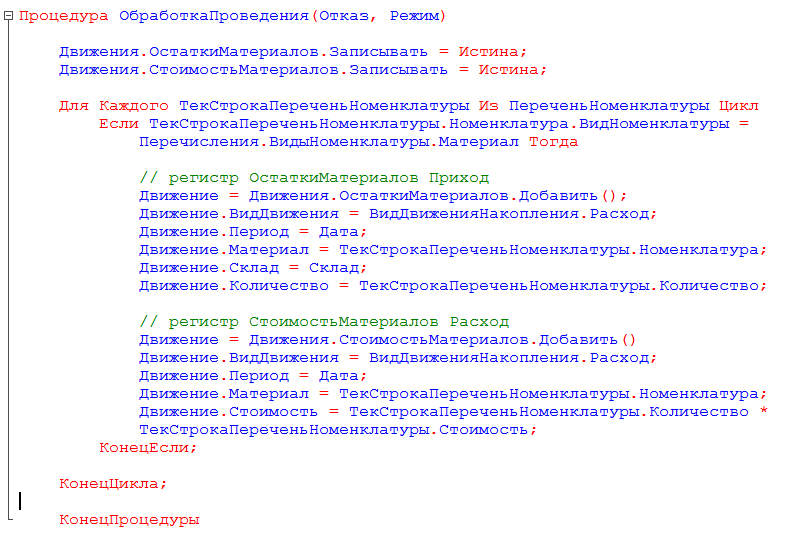 Процедура ОбработкаПроведения(Отказ, Режим)
Движения.ОстаткиМатериалов.Записывать = Истина;
Движения.СтоимостьМатериалов.Записывать = Истина;
Для Каждого ТекСтрокаПереченьНоменклатуры Из ПереченьНоменклатуры Цикл
Если ТекСтрокаПереченьНоменклатуры.Номенклатура.ВидНоменклатуры =
Перечисления.ВидыНоменклатуры.Материал Тогда
// регистр ОстаткиМатериалов Приход
Движение = Движения.ОстаткиМатериалов.Добавить();
Движение.ВидДвижения = ВидДвиженияНакопления.Расход;
Движение.Период = Дата;
Движение.Материал = ТекСтрокаПереченьНоменклатуры.Номенклатура;
Движение.Склад = Склад;
Движение.Количество = ТекСтрокаПереченьНоменклатуры.Количество;
// регистр СтоимостьМатериалов Расход
Движение = Движения.СтоимостьМатериалов.Добавить()
Движение.ВидДвижения = ВидДвиженияНакопления.Расход;
Движение.Период = Дата;
Движение.Материал = ТекСтрокаПереченьНоменклатуры.Номенклатура;
Движение.Стоимость = ТекСтрокаПереченьНоменклатуры.Количество *
ТекСтрокаПереченьНоменклатуры.Стоимость;
КонецЕсли;
КонецЦикла;
КонецПроцедуры